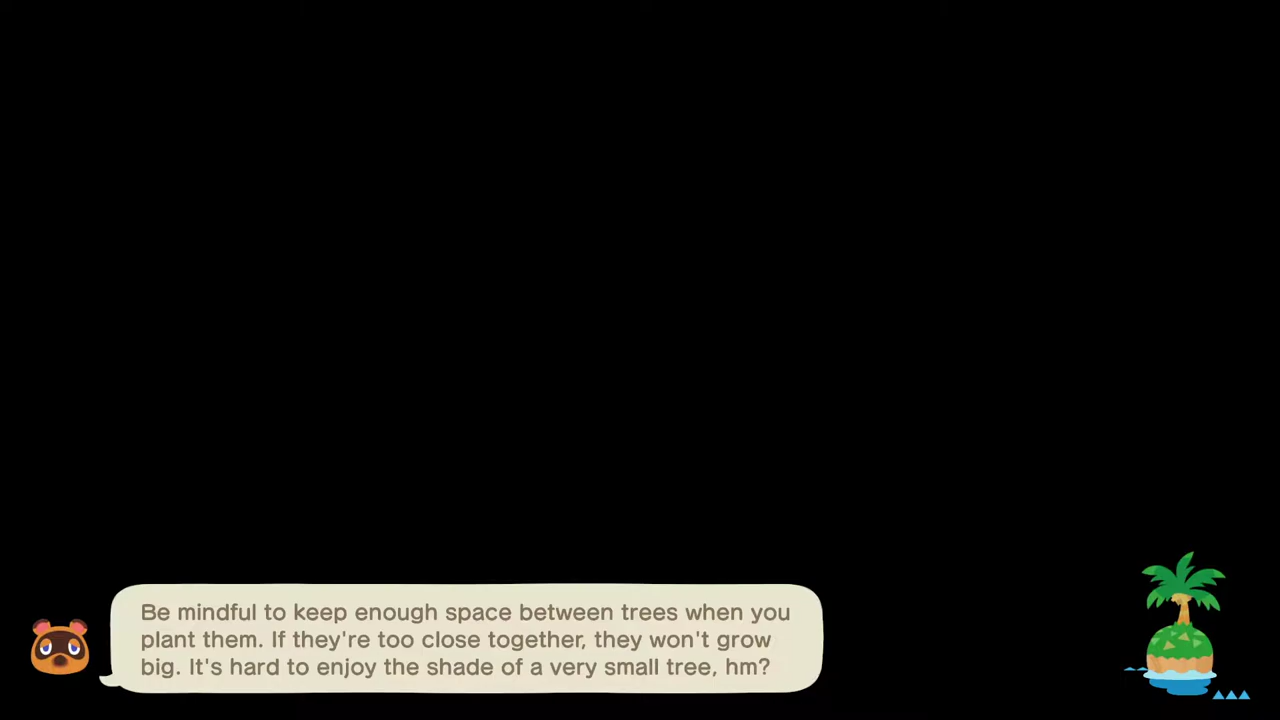 Be mindful to keep enough space between trees when you
plant them. If they're too close together, they won't grow
big. It's hard to enjoy the shade of a very small tree, hm?